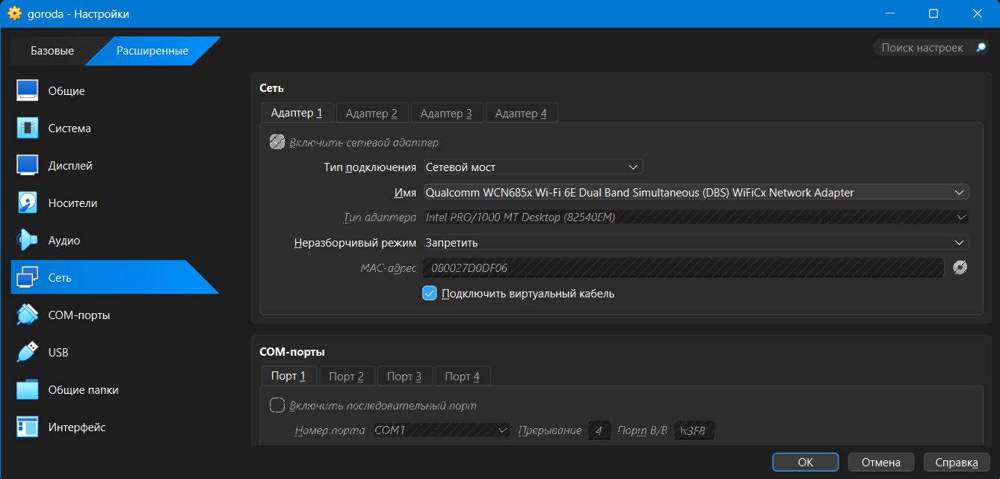 goroda - Настройки
Базовые
Расширенные
Поиск настроек
Общие
Система
Дисплей
Носители
Аудио
Сеть
COM-порты
USB
Общие папки
Интерфейс
Сеть
Адаптер 1 Адаптер 2 Адаптер 3 Адаптер 4
Включить сетевой адаптер
Тип подключения Сетевой мост
Имя Qualcomm WCN685x Wi-Fi 6E Dual Band Simultaneous (DBS) WiFiCx Network Adapter
Тип адаптера Intel PRO/1000 MT Desktop (82540EM)
Неразборчивый режим Запретить
MAC-адрес 080027D0DF06
Подключить виртуальный кабель
COM-порты
Порт 1 Порт 2 Порт 3 Порт 4
Включить последовательный порт
Номер порта COM1 Прерывание 4 Порт В/В 0x3F8
OK Отмена Справка